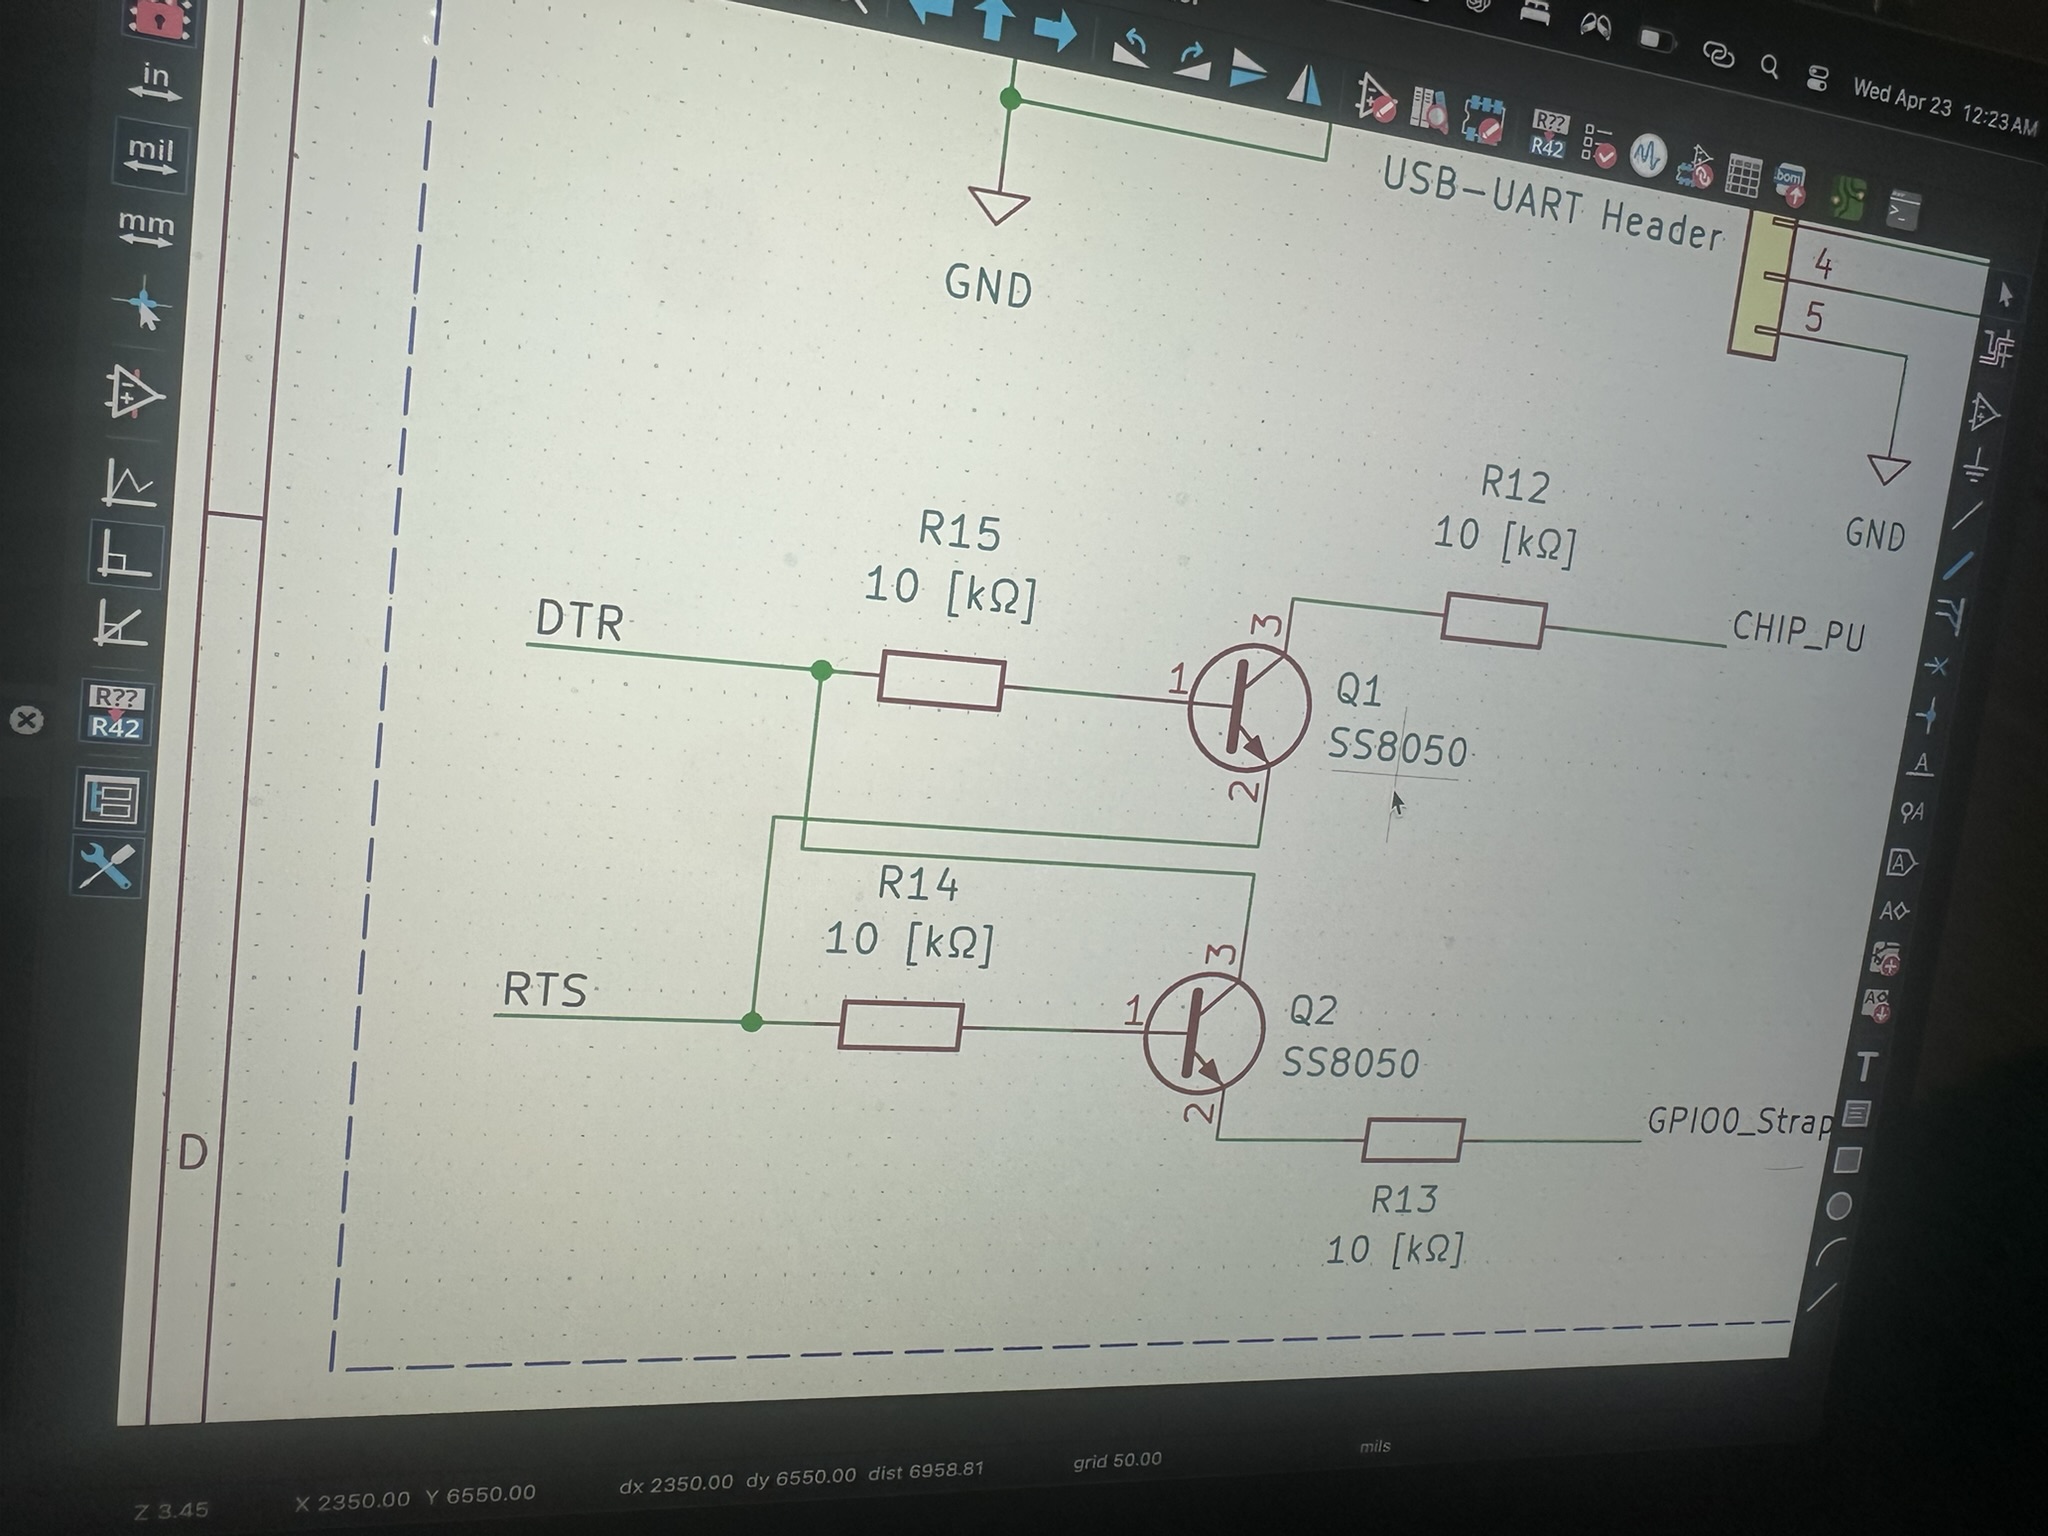 Wed Apr 23 12:23 AM
in
mil
mm
R??
R42
bom
USB-UART Header
4
5
GND
GND
R12
10 [kΩ]
R15
10 [kΩ]
DTR
CHIP_PU
3
1
Q1
SS8050
2
R??
R42
A
A
A
A
A
R14
10 [kΩ]
RTS
3
1
Q2
SS8050
2
GPIO0_Strap
T
R13
10 [kΩ]
D
Z 3.45
X 2350.00 Y 6550.00
dx 2350.00 dy 6550.00 dist 6958.81
grid 50.00
mils